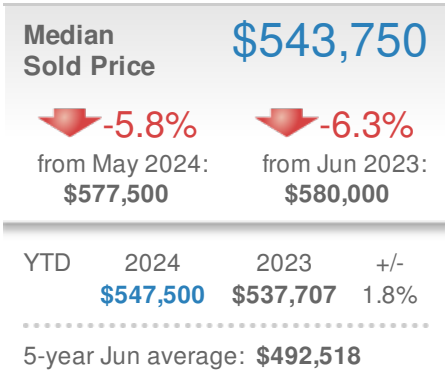 Median $543,750
Sold Price
-5.8% -6.3%
from May 2024: from Jun 2023:
$577,500 $580,000
YTD 2024 2023 +/-
$547,500 $537,707 1.8%
5-year Jun average: $492,518